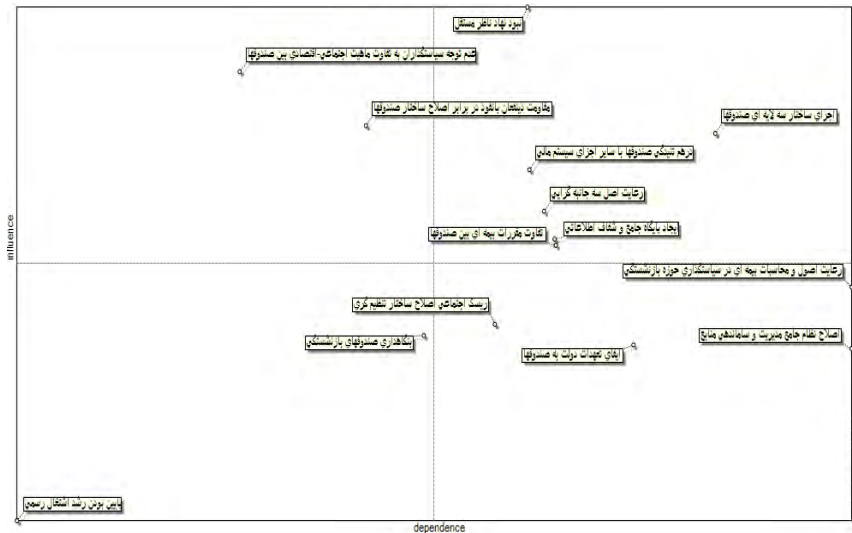 نبود نهاد ناظر مستقل
عدم توجه سیاستگذاران به تفاوت ماهیت اجتماعی-اقتصادی بین صندوقها
مقاومت ذینفعان بانفوذ در برابر اصلاح ساختار صندوقها
اجرای ساختار سه لایه ای صندوقها
درهم تنیدگی صندوقها با سایر اجزای سیستم مالی
رعایت اصل سه جانبه گرایی
یجاد پایگاه جامع و شفاف اطلاعاتی
تفاوت مقررات بیمه ای بین صندوقها
influence
رعایت اصول و محاسبات بیمه ای در سیاستگذاری حوزه بازنشستگی
ریسک اجتماعی اصلاح ساختار تنظیم گری
بنگاهداری صندوقهای بازنشستگی
ایفای تعهدات دولت به صندوقها
اصلاح نظام جامع مدیریت و ساماندهی منابع
پایین بودن رشد اشتغال رسمی
dependence